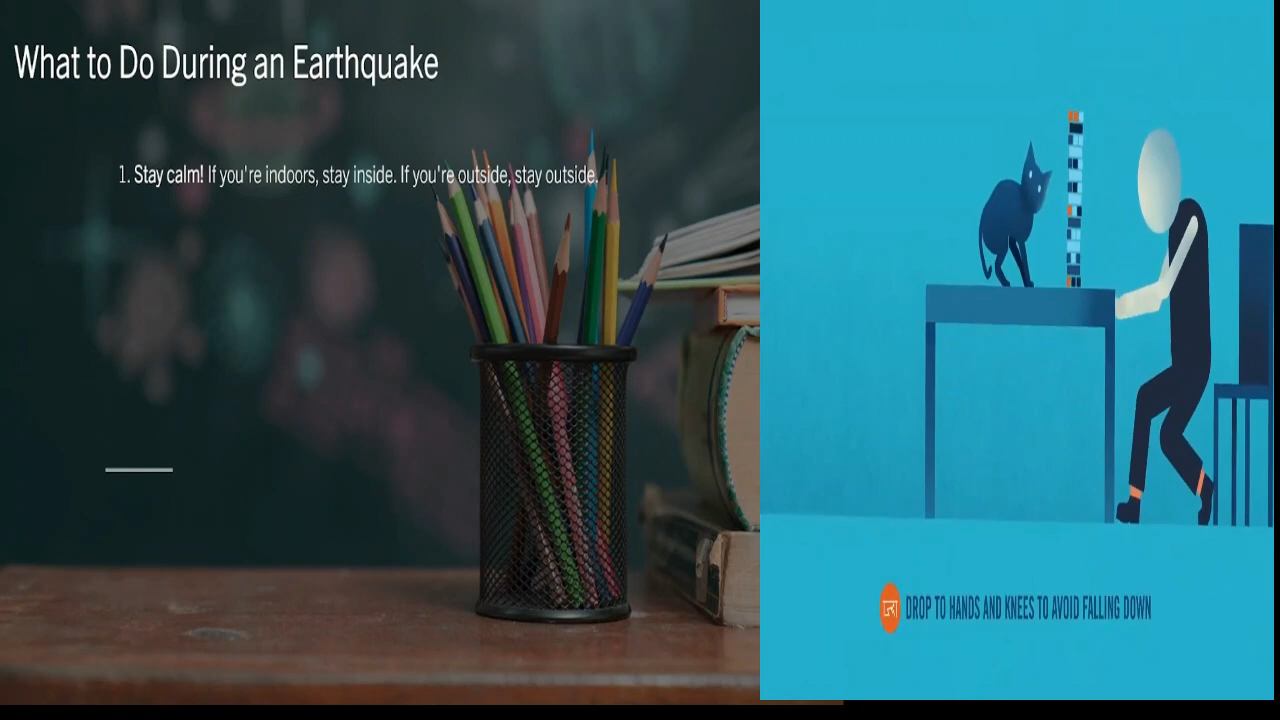 What to Do During an Earthquake
1. Stay calm! If you're indoors, stay inside. If you're outside, stay outside.
DROP TO HANDS AND KNEES TO AVOID FALLING DOWN